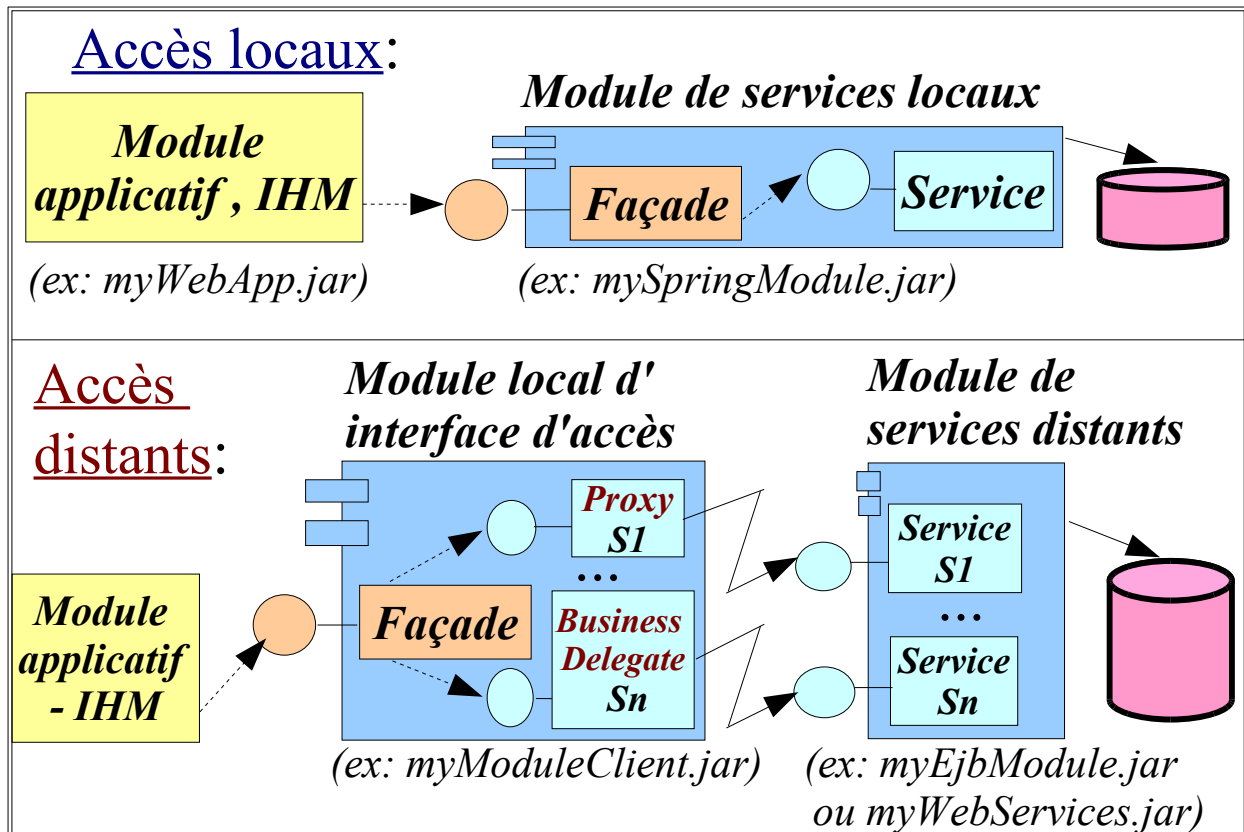 Accès locaux:
Module
applicatif , IHM
(ex: myWebApp.jar)
Module de services locaux
Façade
Service
(ex: mySpringModule.jar)
Accès
distants:
Module
applicatif
- IHM
Module local d'
interface d'accès
Proxy
S1
...
Façade
Business
Delegate
Sn
(ex: myModuleClient.jar)
Module de
services distants
Service
S1
...
Service
Sn
(ex: myEjbModule.jar
ou myWebServices.jar)